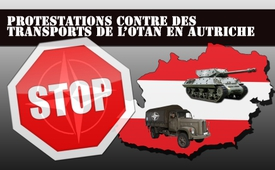 PROTESTATIONS CONTRE DES
TRANSPORTS DE L'OTAN EN AUTRICHE
STOP